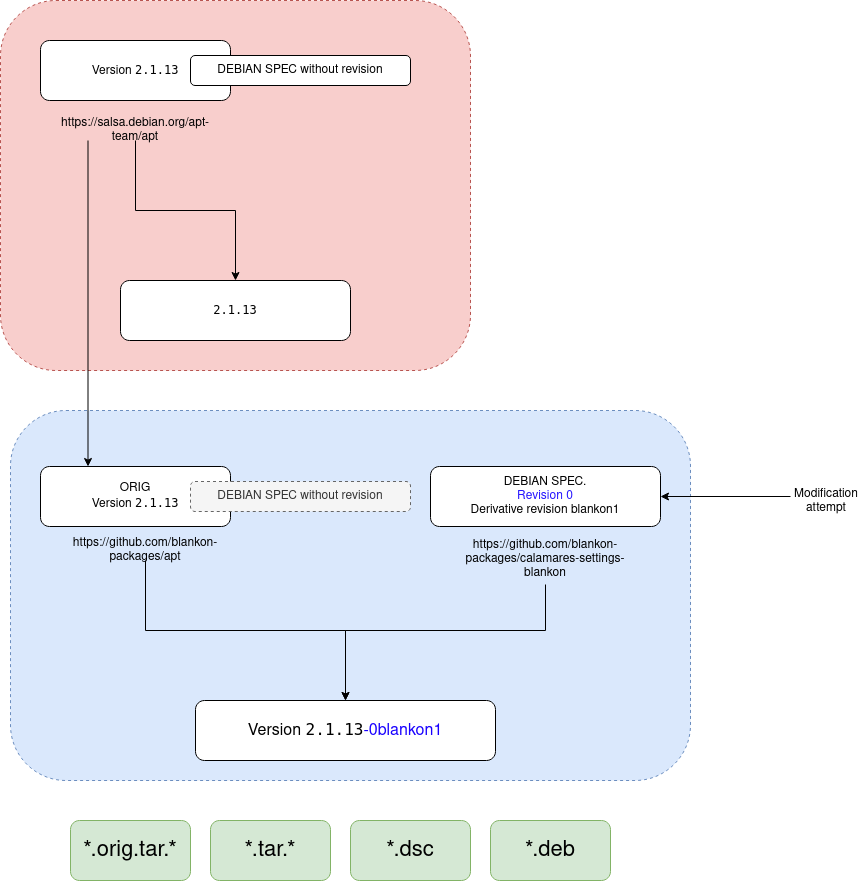 Version 2.1.13
DEBIAN SPEC without revision
https://salsa.debian.org/apt-
team/apt
2.1.13
ORIG
Version 2.1.13
DEBIAN SPEC without revision
DEBIAN SPEC.
Revision 0
Derivative revision blankon1
Modification
attempt
https://github.com/blankon-
packages/apt
https://github.com/blankon-
packages/calamares-settings-
blankon
Version 2.1.13-0blankon1
*.orig.tar.*
*.tar.*
*.dsc
*.deb